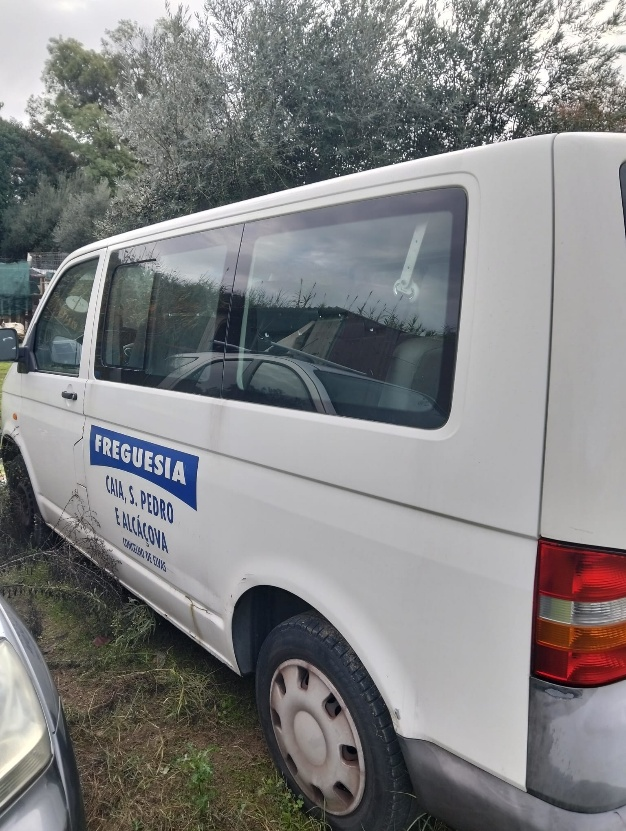 FREGUESIA
CAIA, S. PEDRO
E ALCÁÇOVA
CONCELHO DE ELVAS